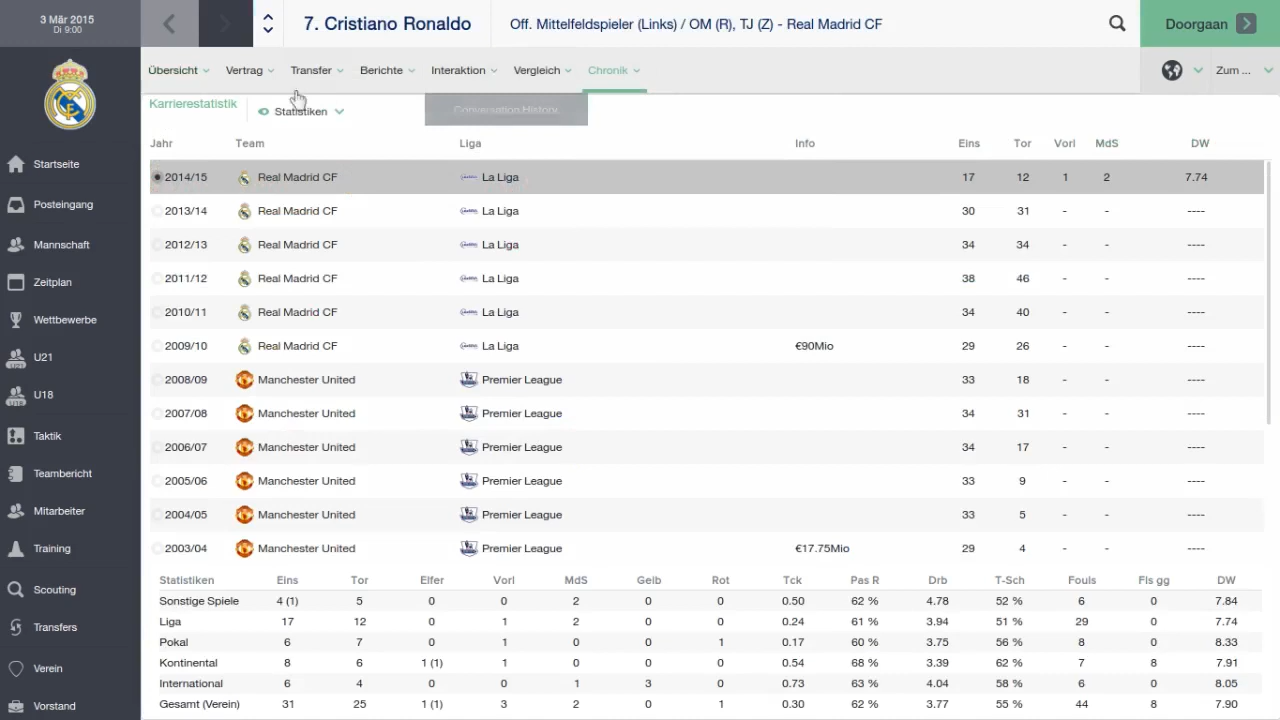 3 Mär 2015
Di 9:00
7. Cristiano Ronaldo
Off. Mittelfeldspieler (Links) / OM (R), TJ (Z) - Real Madrid CF
Doorgaan
Übersicht Vertrag Transfer Berichte Interaktion Vergleich Chronik Zum ...
Karrierestatistik Statistiken Conversation History
Jahr Team Liga Info Eins Tor Vorl MdS DW
2014/15 Real Madrid CF La Liga 17 12 1 2 7.74
2013/14 Real Madrid CF La Liga 30 31 - - ----
2012/13 Real Madrid CF La Liga 34 34 - - ----
2011/12 Real Madrid CF La Liga 38 46 - - ----
2010/11 Real Madrid CF La Liga 34 40 - - ----
2009/10 Real Madrid CF La Liga €90Mio 29 26 - - ----
2008/09 Manchester United Premier League 33 18 - - ----
2007/08 Manchester United Premier League 34 31 - - ----
2006/07 Manchester United Premier League 34 17 - - ----
2005/06 Manchester United Premier League 33 9 - - ----
2004/05 Manchester United Premier League 33 5 - - ----
2003/04 Manchester United Premier League €17.75Mio 29 4 - - ----
Statistiken Eins Tor Elfer Vorl MdS Gelb Rot Tck Pas R Drb T-Sch Fouls Fls gg DW
Sonstige Spiele 4 (1) 5 0 0 2 0 0 0.50 62 % 4.78 52 % 6 0 7.84
Liga 17 12 0 1 2 0 0 0.24 61 % 3.94 51 % 29 0 7.74
Pokal 6 7 0 1 0 0 1 0.17 60 % 3.75 56 % 8 0 8.33
Kontinental 8 6 1 (1) 1 0 0 0 0.54 68 % 3.39 62 % 7 8 7.91
International 6 4 0 0 1 3 0 0.73 63 % 4.04 58 % 6 0 8.05
Gesamt (Verein) 31 25 1 (1) 3 2 0 1 0.30 62 % 3.77 55 % 44 8 7.90
Startseite
Posteingang
Mannschaft
Zeitplan
Wettbewerbe
U21
U18
Taktik
Teambericht
Mitarbeiter
Training
Scouting
Transfers
Verein
Vorstand